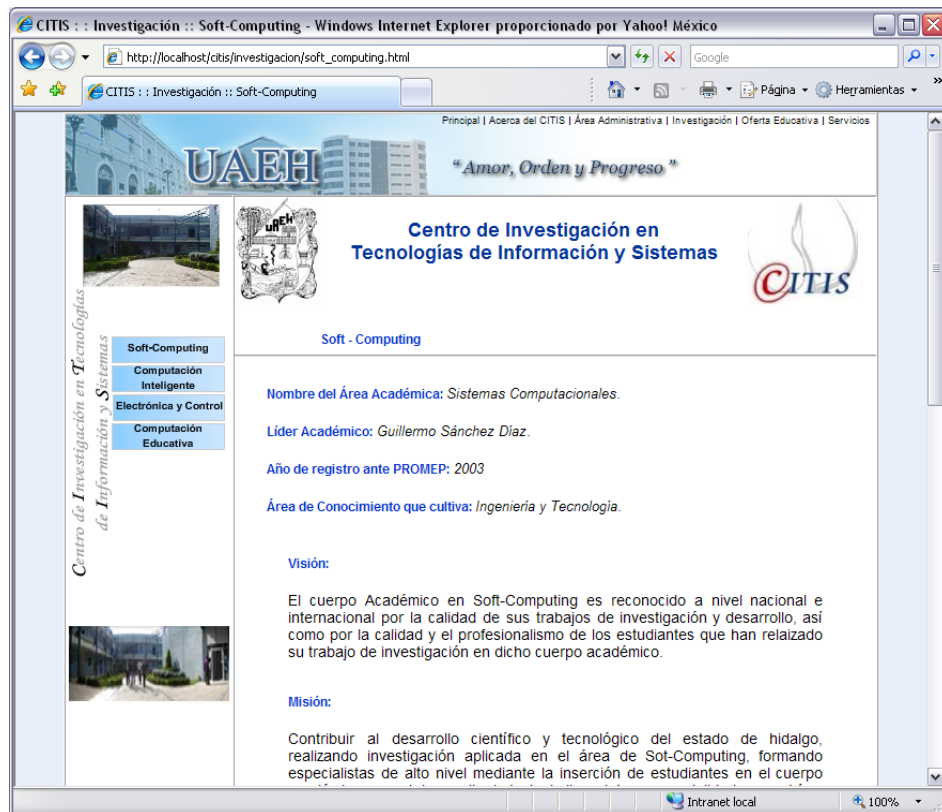 CITIS : : Investigación :: Soft-Computing - Windows Internet Explorer proporcionado por Yahoo! México
http://localhost/citis/investigacion/soft_computing.html
Google
CITIS : : Investigación :: Soft-Computing
Página
Herramientas
Principal | Acerca del CITIS | Área Administrativa | Investigación | Oferta Educativa | Servicios
UAEH
“ Amor, Orden y Progreso ”
UAEH
Centro de Investigación en
Tecnologías de Información y Sistemas
CITIS
Centro de Investigación en Tecnologías
de Información y Sistemas
Soft-Computing
Computación
Inteligente
Electrónica y Control
Computación
Educativa
Soft - Computing
Nombre del Área Académica: Sistemas Computacionales.
Líder Académico: Guillermo Sánchez Díaz.
Año de registro ante PROMEP: 2003
Área de Conocimiento que cultiva: Ingeniería y Tecnología.
Visión:
El cuerpo Académico en Soft-Computing es reconocido a nivel nacional e
internacional por la calidad de sus trabajos de investigación y desarrollo, así
como por la calidad y el profesionalismo de los estudiantes que han relaizado
su trabajo de investigación en dicho cuerpo académico.
Misión:
Contribuir al desarrollo científico y tecnológico del estado de hidalgo,
realizando investigación aplicada en el área de Sot-Computing, formando
especialistas de alto nivel mediante la inserción de estudiantes en el cuerpo
Intranet local
100%